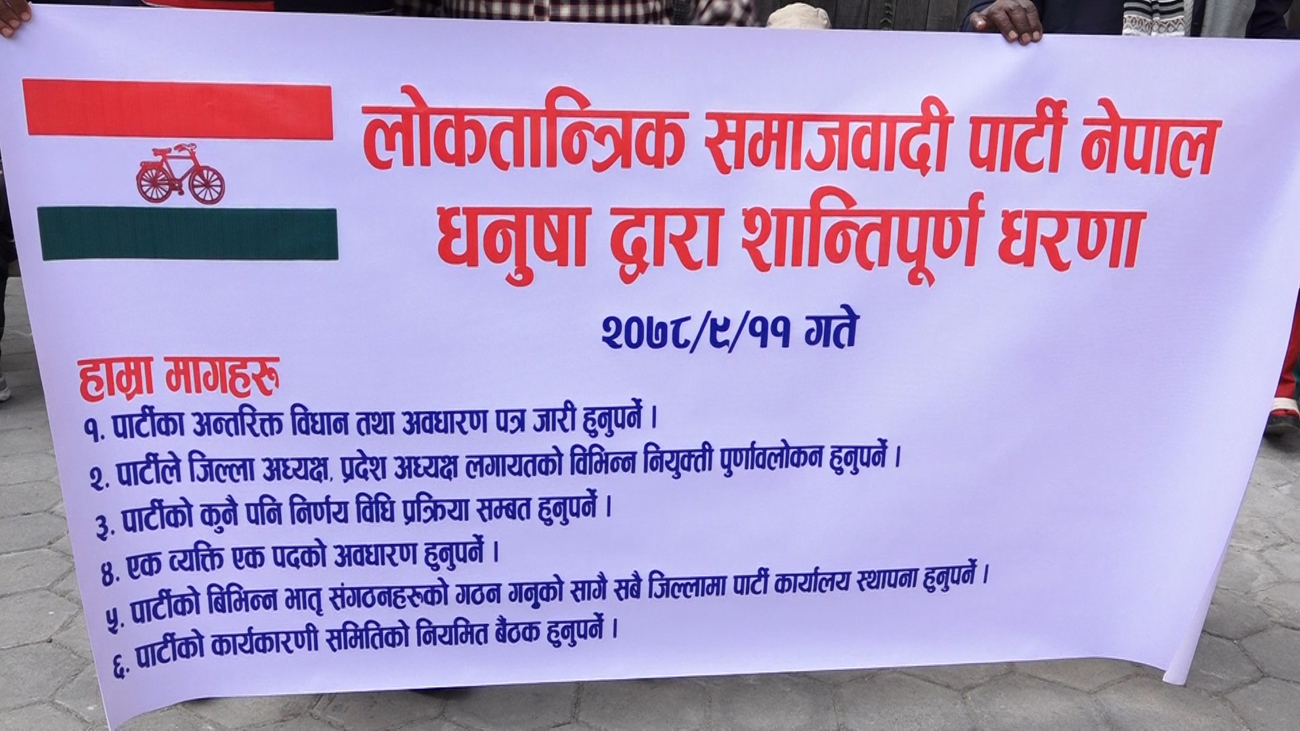 लोकतान्त्रिक समाजवादी पार्टी नेपाल
धनुषा द्वारा शान्तिपूर्ण धरणा
२०७८/९/११ गते
हाम्रा मागहरू
१. पार्टीका अन्तरिक्त विधान तथा अवधारण पत्र जारी हुनुपर्ने ।
२. पार्टीले जिल्ला अध्यक्ष, प्रदेश अध्यक्ष लगायतको विभिन्न नियुक्ती पुर्णावलोकन हुनुपर्ने ।
३. पार्टीको कुनै पनि निर्णय विधि प्रक्रिया सम्बत हुनुपर्ने ।
४. एक व्यक्ति एक पदको अवधारण हुनुपर्ने ।
५. पार्टीको बिभिन्न भातृ संगठनहरूको गठन गनुको सागै सबै जिल्लामा पार्टी कार्यालय स्थापना हुनुपर्ने ।
६. पार्टीको कार्यकारणी समितिको नियमित बैठक हुनुपर्ने ।